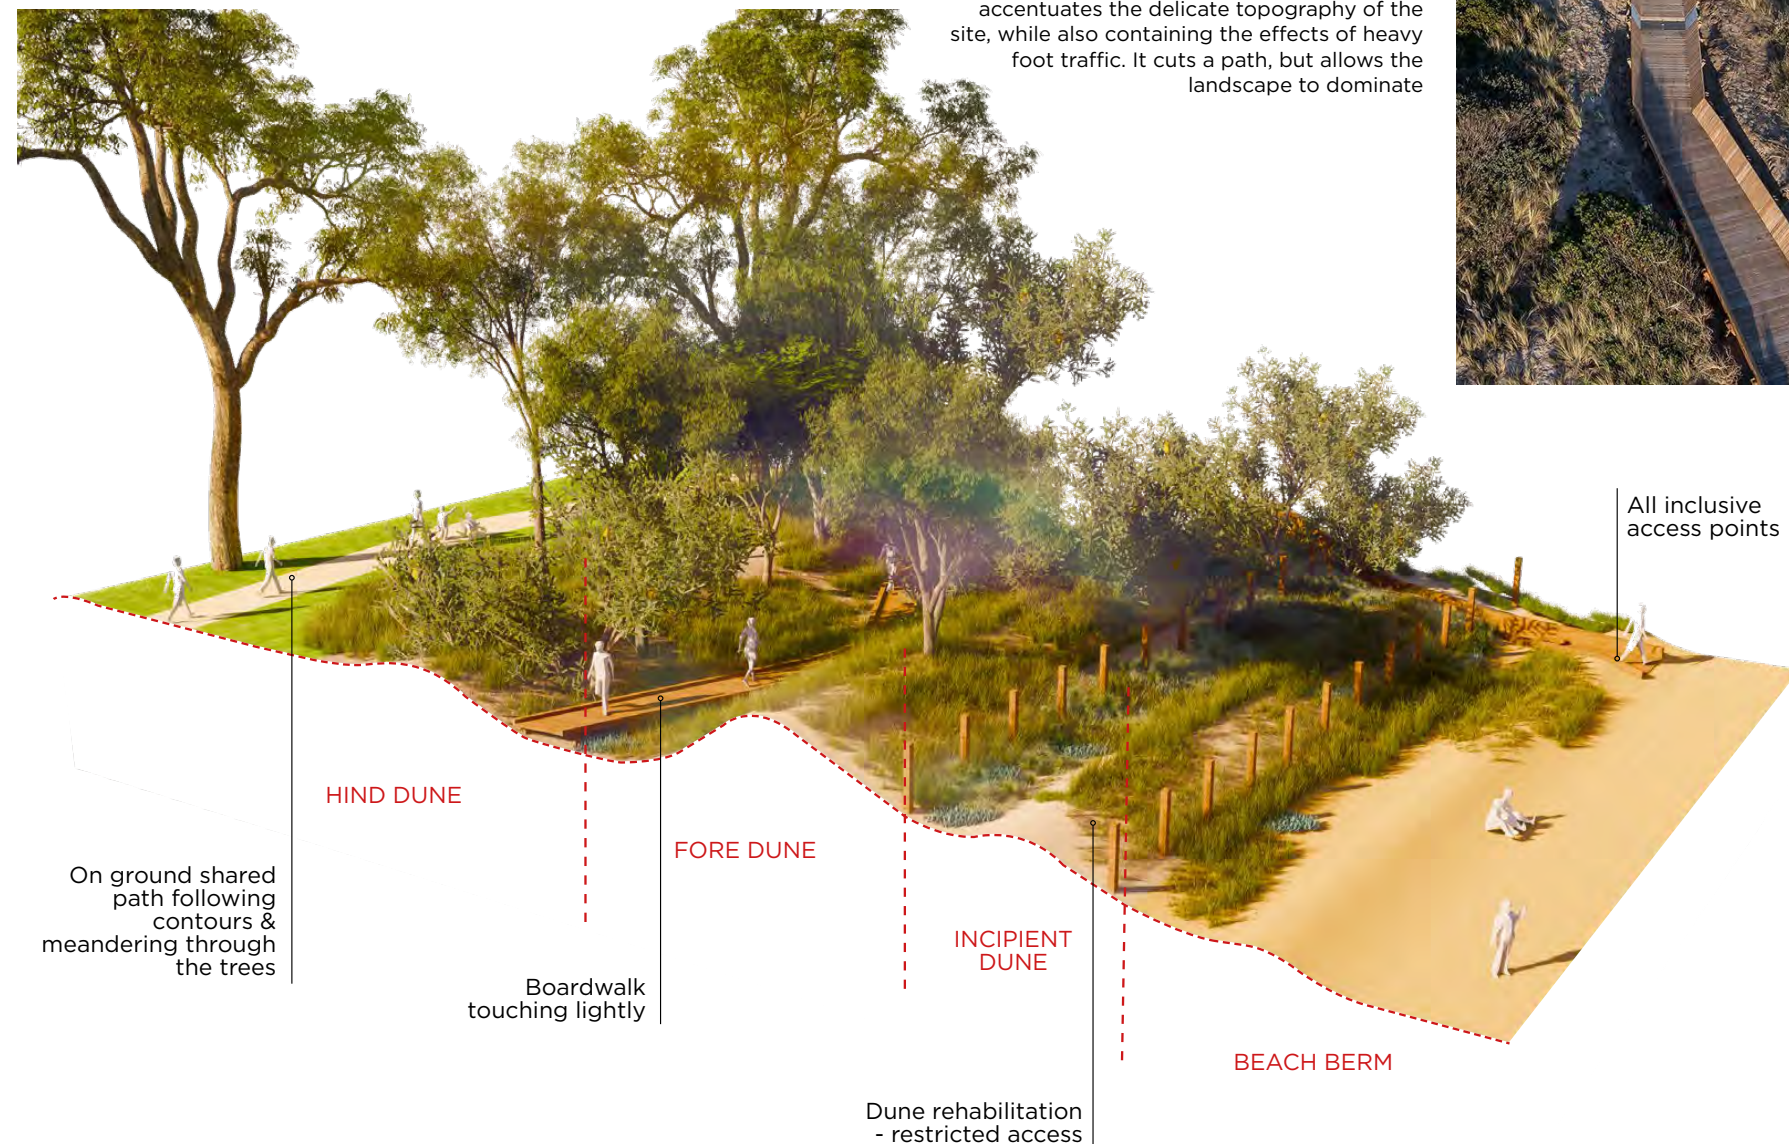 accentuates the delicate topography of the
site, while also containing the effects of heavy
foot traffic. It cuts a path, but allows the
landscape to dominate
All inclusive
access points
HIND DUNE
FORE DUNE
On ground shared
path following
contours &
meandering through
the trees
INCIPIENT
DUNE
Boardwalk
touching lightly
BEACH BERM
Dune rehabilitation
- restricted access